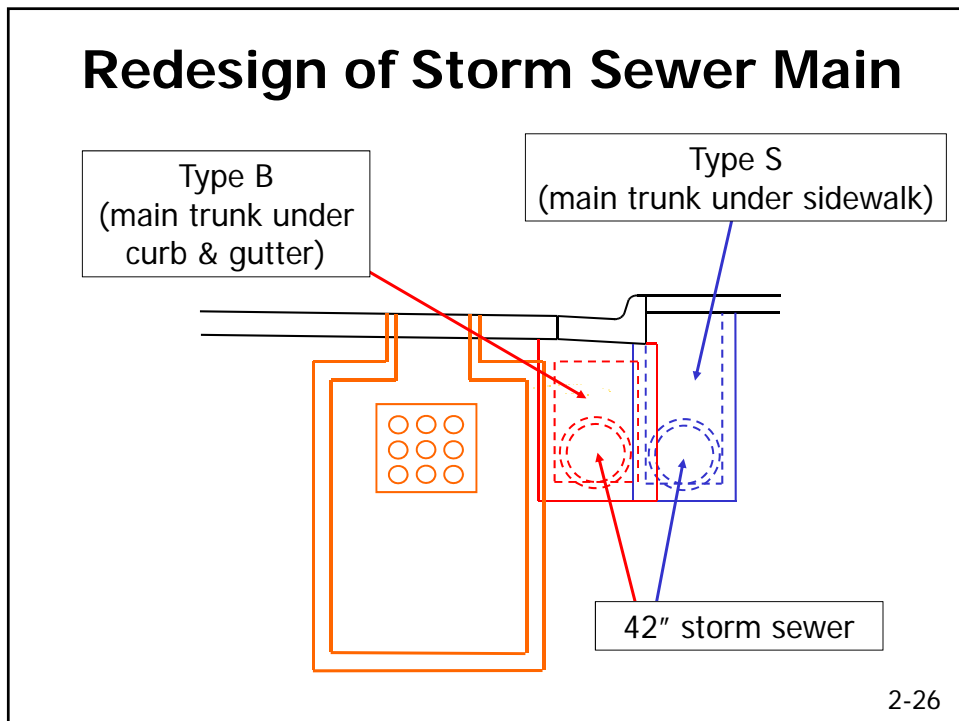 Redesign of Storm Sewer Main
Type B
(main trunk under
curb & gutter)
Type S
(main trunk under sidewalk)
42" storm sewer
2-26